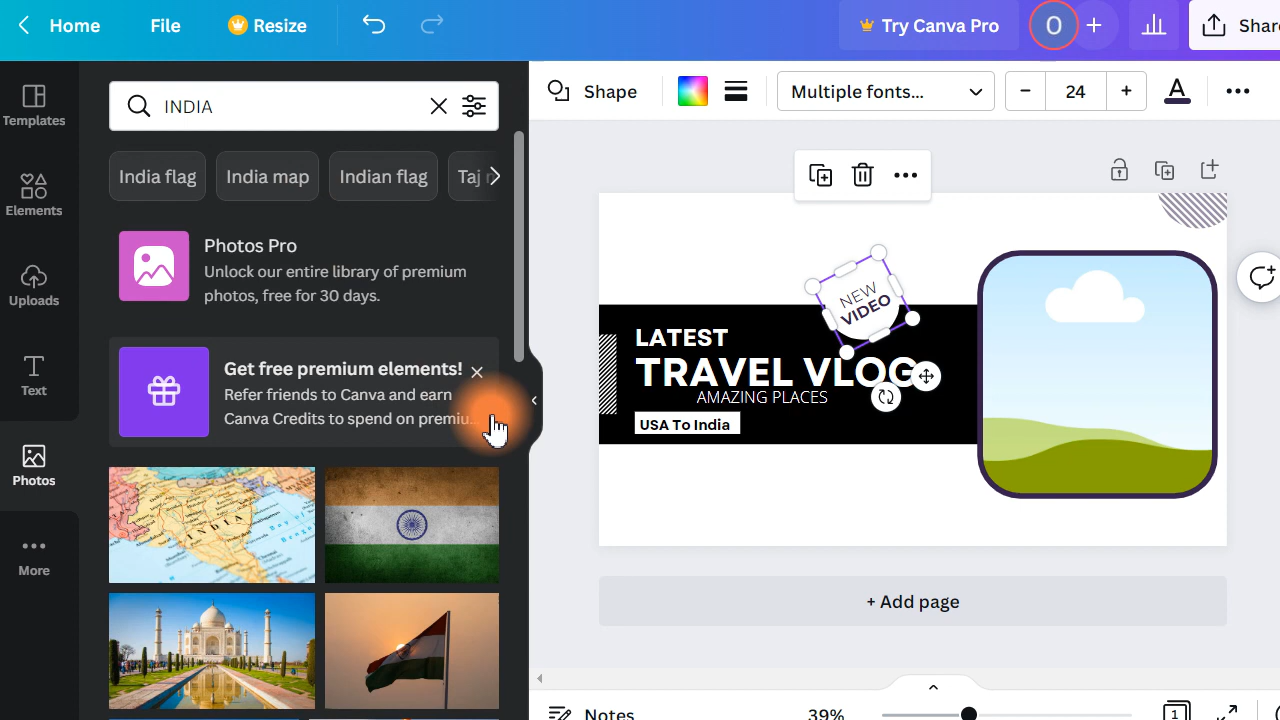 Home
File
Resize
Try Canva Pro
O
Share
Templates
Elements
Uploads
Text
Photos
More
INDIA
India flag
India map
Indian flag
Taj
Photos Pro
Unlock our entire library of premium
photos, free for 30 days.
Get free premium elements!
Refer friends to Canva and earn
Canva Credits to spend on premiu...
INDIA
Shape
Multiple fonts...
24
A
NEW
VIDEO
LATEST
TRAVEL VLOG
AMAZING PLACES
USA To India
+ Add page
Notes
39%
1